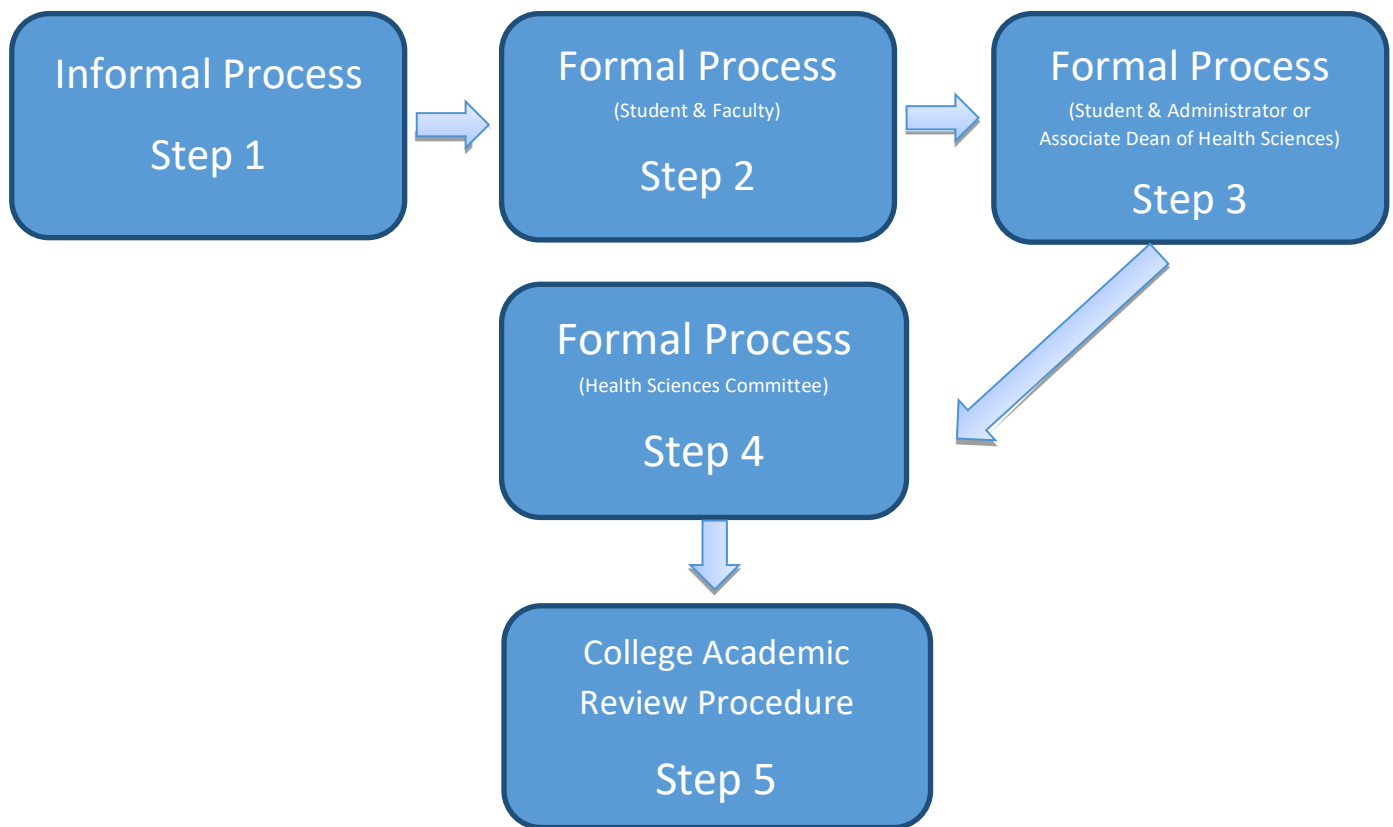 Informal Process
Step 1
Formal Process
(Student & Faculty)
Step 2
Formal Process
(Student & Administrator or
Associate Dean of Health Sciences)
Step 3
Formal Process
(Health Sciences Committee)
Step 4
College Academic
Review Procedure
Step 5